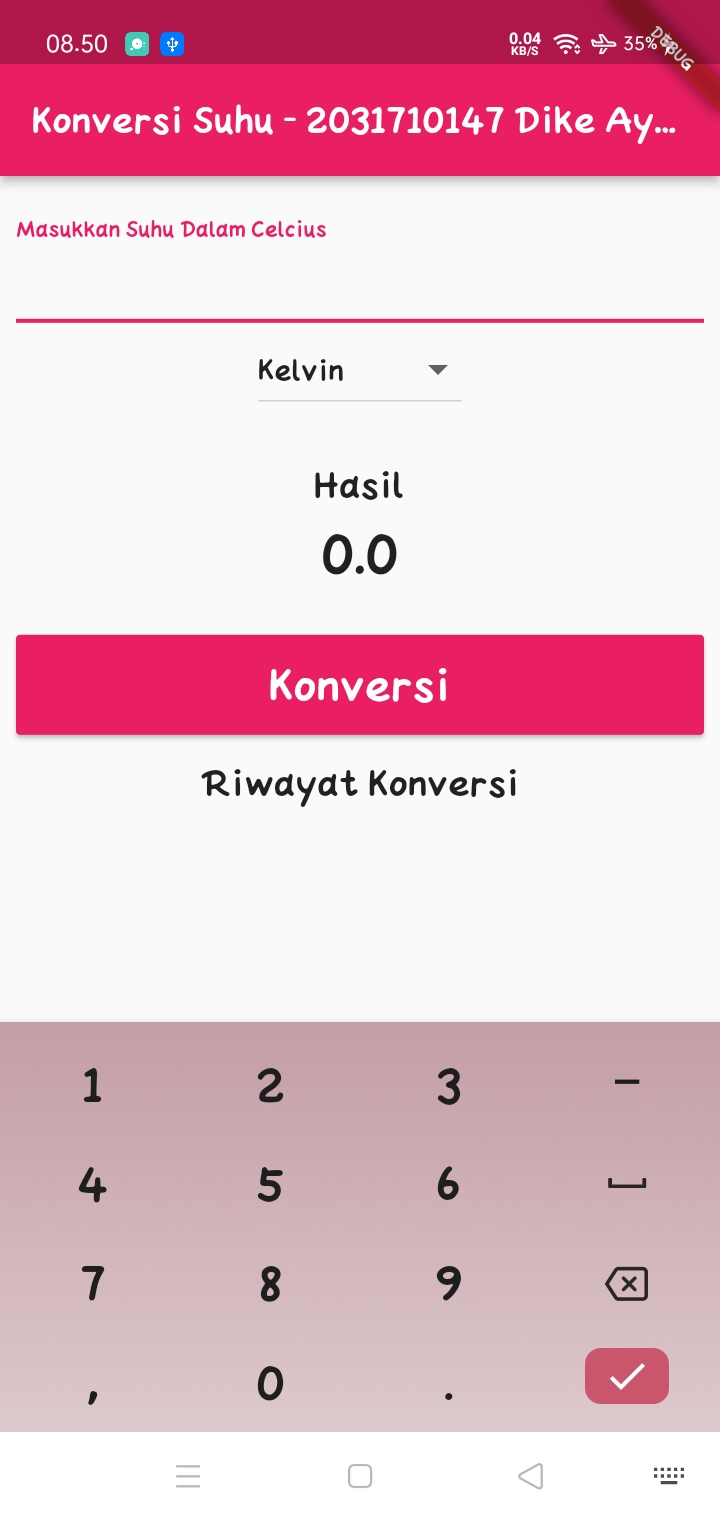 08.50
0.04
KB/S
35%
DEBUG
Konversi Suhu - 2031710147 Dike Ay...
Masukkan Suhu Dalam Celcius
Kelvin
Hasil
0.0
Konversi
Riwayat Konversi
1 2 3 -
4 5 6
7 8 9
, 0 .